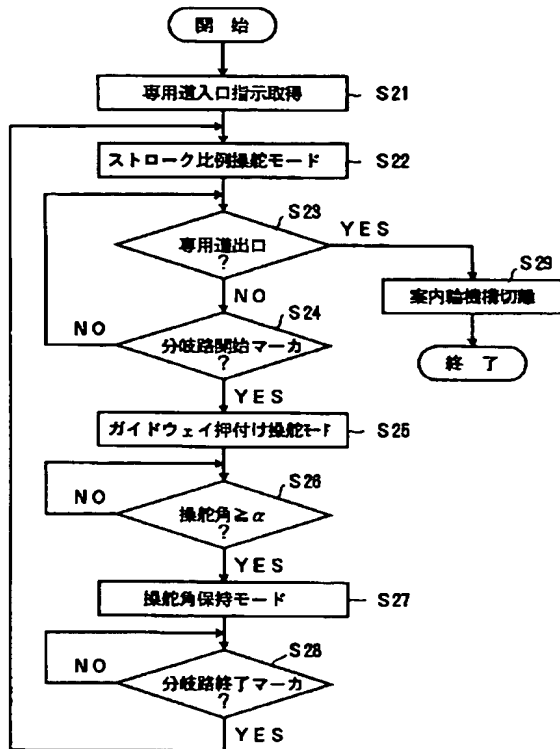 開 始
専用道入口指示取得
S21
ストローク比例操舵モード
S22
S23
専用道出口
?
YES
NO
S29
案内輪機構切離
終 了
S24
分岐路開始マーカ
?
NO
YES
ガイドウェイ押付け操舵モード
S25
S26
操舵角≧α
?
NO
YES
操舵角保持モード
S27
S28
分岐路終了マーカ
?
NO
YES